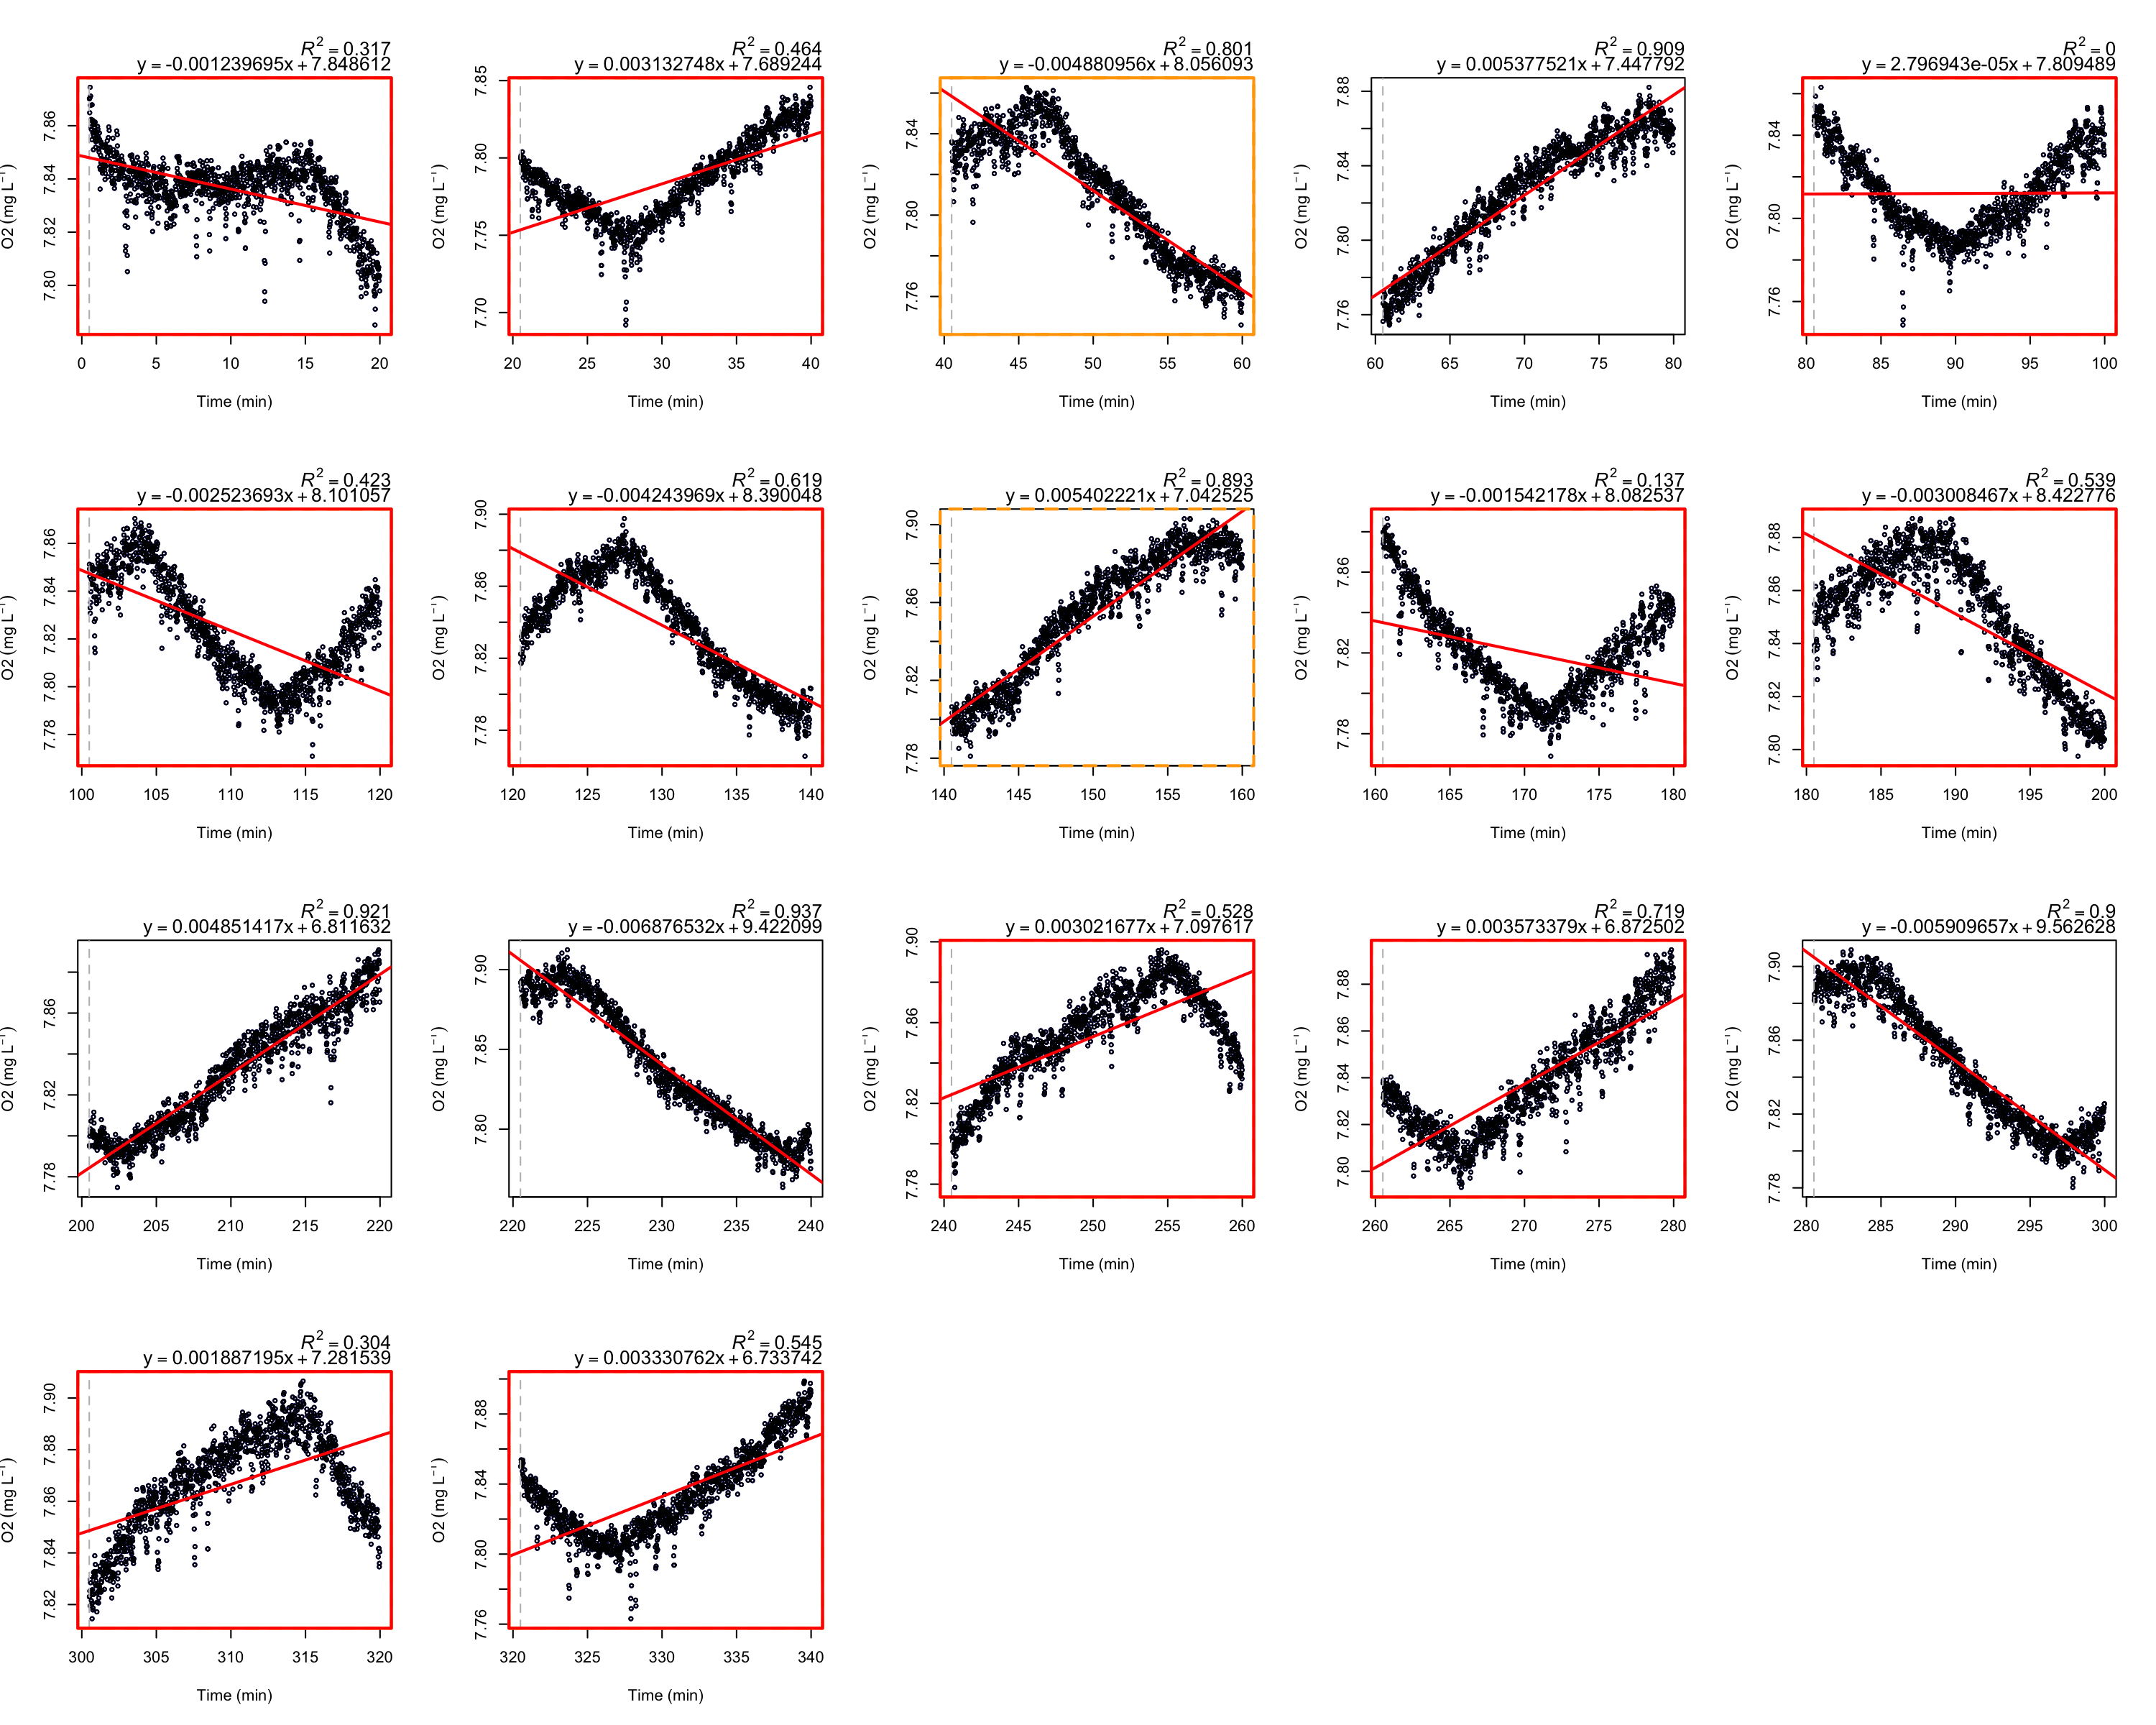 R² = 0.317
y = -0.001239695x + 7.848612
O2 (mg L⁻¹)
7.80 7.82 7.84 7.86
0 5 10 15 20
Time (min)
R² = 0.464
y = 0.003132748x + 7.689244
O2 (mg L⁻¹)
7.70 7.75 7.80 7.85
20 25 30 35 40
Time (min)
R² = 0.801
y = -0.004880956x + 8.056093
O2 (mg L⁻¹)
7.76 7.80 7.84
40 45 50 55 60
Time (min)
R² = 0.909
y = 0.005377521x + 7.447792
O2 (mg L⁻¹)
7.76 7.80 7.84 7.88
60 65 70 75 80
Time (min)
R² = 0
y = 2.796943e-05x + 7.809489
O2 (mg L⁻¹)
7.76 7.80 7.84
80 85 90 95 100
Time (min)
R² = 0.423
y = -0.002523693x + 8.101057
O2 (mg L⁻¹)
7.78 7.80 7.82 7.84 7.86
100 105 110 115 120
Time (min)
R² = 0.619
y = -0.004243969x + 8.390048
O2 (mg L⁻¹)
7.78 7.82 7.86 7.90
120 125 130 135 140
Time (min)
R² = 0.893
y = 0.005402221x + 7.042525
O2 (mg L⁻¹)
7.78 7.82 7.86 7.90
140 145 150 155 160
Time (min)
R² = 0.137
y = -0.001542178x + 8.082537
O2 (mg L⁻¹)
7.78 7.82 7.86
160 165 170 175 180
Time (min)
R² = 0.539
y = -0.003008467x + 8.422776
O2 (mg L⁻¹)
7.80 7.82 7.84 7.86 7.88
180 185 190 195 200
Time (min)
R² = 0.921
y = 0.004851417x + 6.811632
O2 (mg L⁻¹)
7.78 7.82 7.86
200 205 210 215 220
Time (min)
R² = 0.937
y = -0.006876532x + 9.422099
O2 (mg L⁻¹)
7.80 7.85 7.90
220 225 230 235 240
Time (min)
R² = 0.528
y = 0.003021677x + 7.097617
O2 (mg L⁻¹)
7.78 7.82 7.86 7.90
240 245 250 255 260
Time (min)
R² = 0.719
y = 0.003573379x + 6.872502
O2 (mg L⁻¹)
7.80 7.82 7.84 7.86 7.88
260 265 270 275 280
Time (min)
R² = 0.9
y = -0.005909657x + 9.562628
O2 (mg L⁻¹)
7.78 7.82 7.86 7.90
280 285 290 295 300
Time (min)
R² = 0.304
y = 0.001887195x + 7.281539
O2 (mg L⁻¹)
7.82 7.84 7.86 7.88 7.90
300 305 310 315 320
Time (min)
R² = 0.545
y = 0.003330762x + 6.733742
O2 (mg L⁻¹)
7.76 7.80 7.84 7.88
320 325 330 335 340
Time (min)